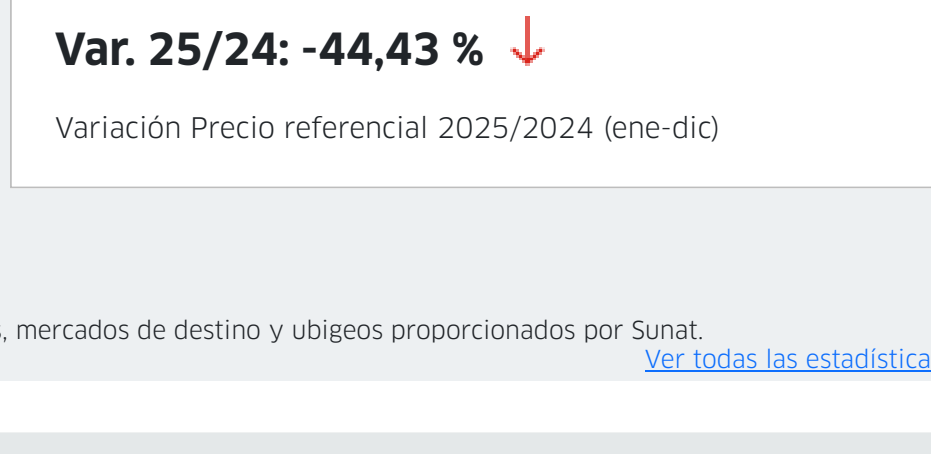 Var. 25/24: -44,43 %
Variación Precio referencial 2025/2024 (ene-dic)
, mercados de destino y ubigeos proporcionados por Sunat.
Ver todas las estadística